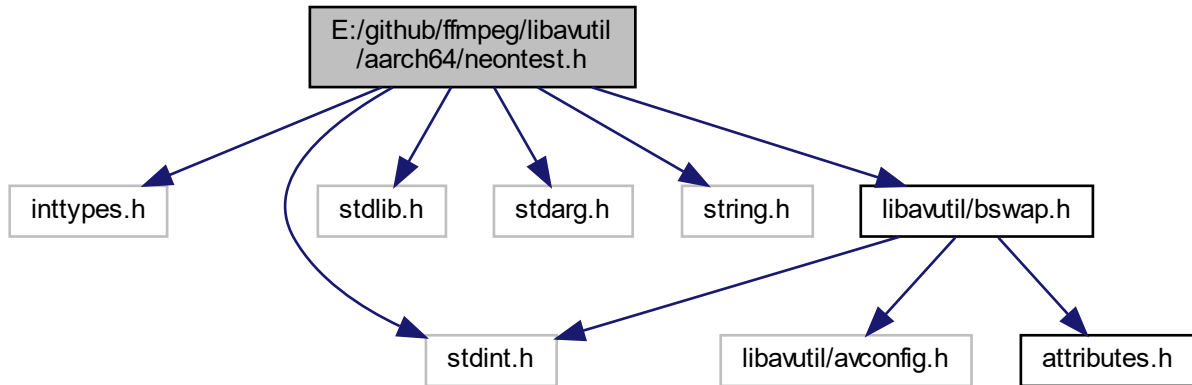 E:/github/ffmpeg/libavutil
/aarch64/neontest.h
inttypes.h
stdlib.h
stdarg.h
string.h
libavutil/bswap.h
stdint.h
libavutil/avconfig.h
attributes.h